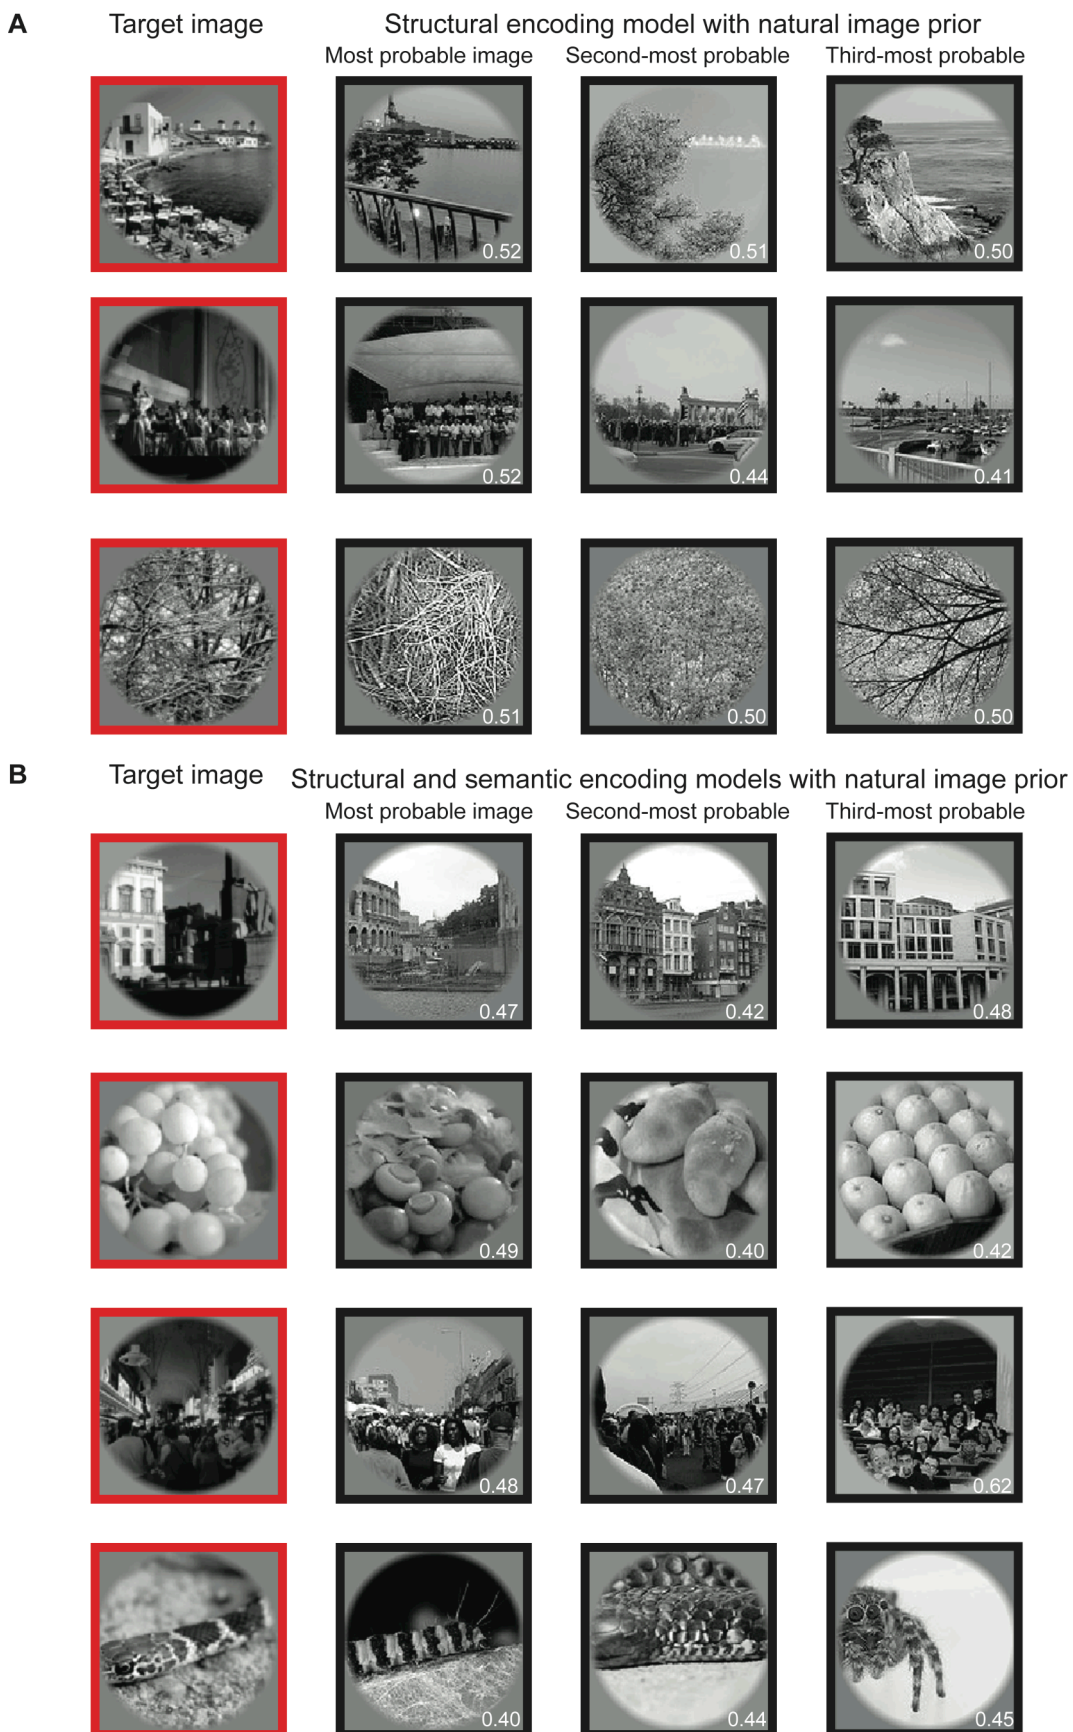 A
Target image
Structural encoding model with natural image prior
Most probable image
Second-most probable
Third-most probable
0.52
0.51
0.50
0.52
0.44
0.41
0.51
0.50
0.50
B
Target image
Structural and semantic encoding models with natural image prior
Most probable image
Second-most probable
Third-most probable
0.47
0.42
0.48
0.49
0.40
0.42
0.48
0.47
0.62
0.40
0.44
0.45